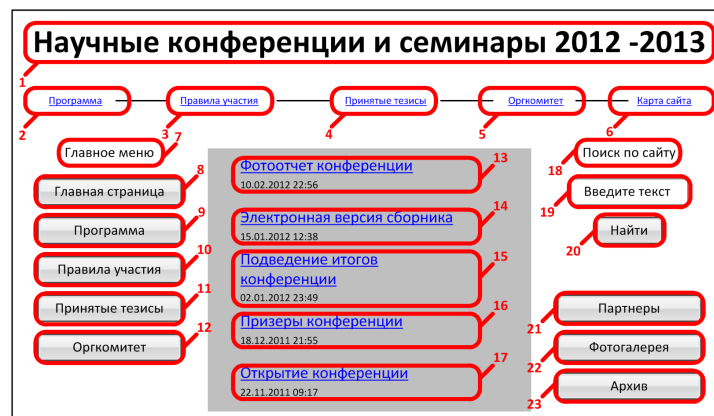 Научные конференции и семинары 2012 -2013
1
Программа
Правила участия
Принятые тезисы
Оргкомитет
Карта сайта
2
3
4
5
6
Главное меню
7
8
Главная страница
9
Программа
10
Правила участия
11
Принятые тезисы
12
Оргкомитет
Фотоотчет конференции
10.02.2012 22:56
13
Электронная версия сборника
15.01.2012 12:38
14
Подведение итогов
конференции
02.01.2012 23:49
15
Призеры конференции
18.12.2011 21:55
16
Открытие конференции
22.11.2011 09:17
17
Поиск по сайту
18
Введите текст
19
Найти
20
Партнеры
21
Фотогалерея
22
Архив
23